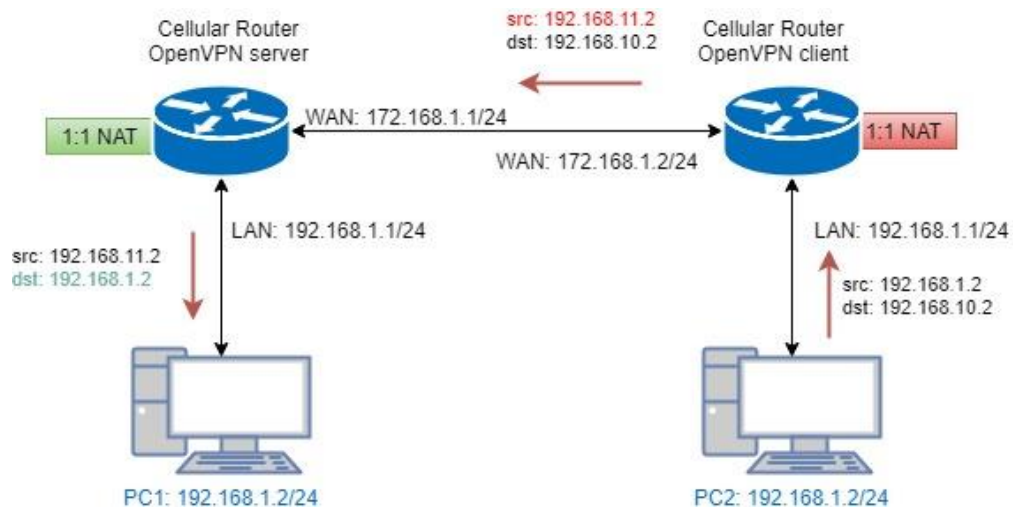 Cellular Router
OpenVPN server
src: 192.168.11.2
dst: 192.168.10.2
Cellular Router
OpenVPN client
1:1 NAT
WAN: 172.168.1.1/24
WAN: 172.168.1.2/24
1:1 NAT
LAN: 192.168.1.1/24
LAN: 192.168.1.1/24
src: 192.168.11.2
dst: 192.168.1.2
src: 192.168.1.2
dst: 192.168.10.2
PC1: 192.168.1.2/24
PC2: 192.168.1.2/24